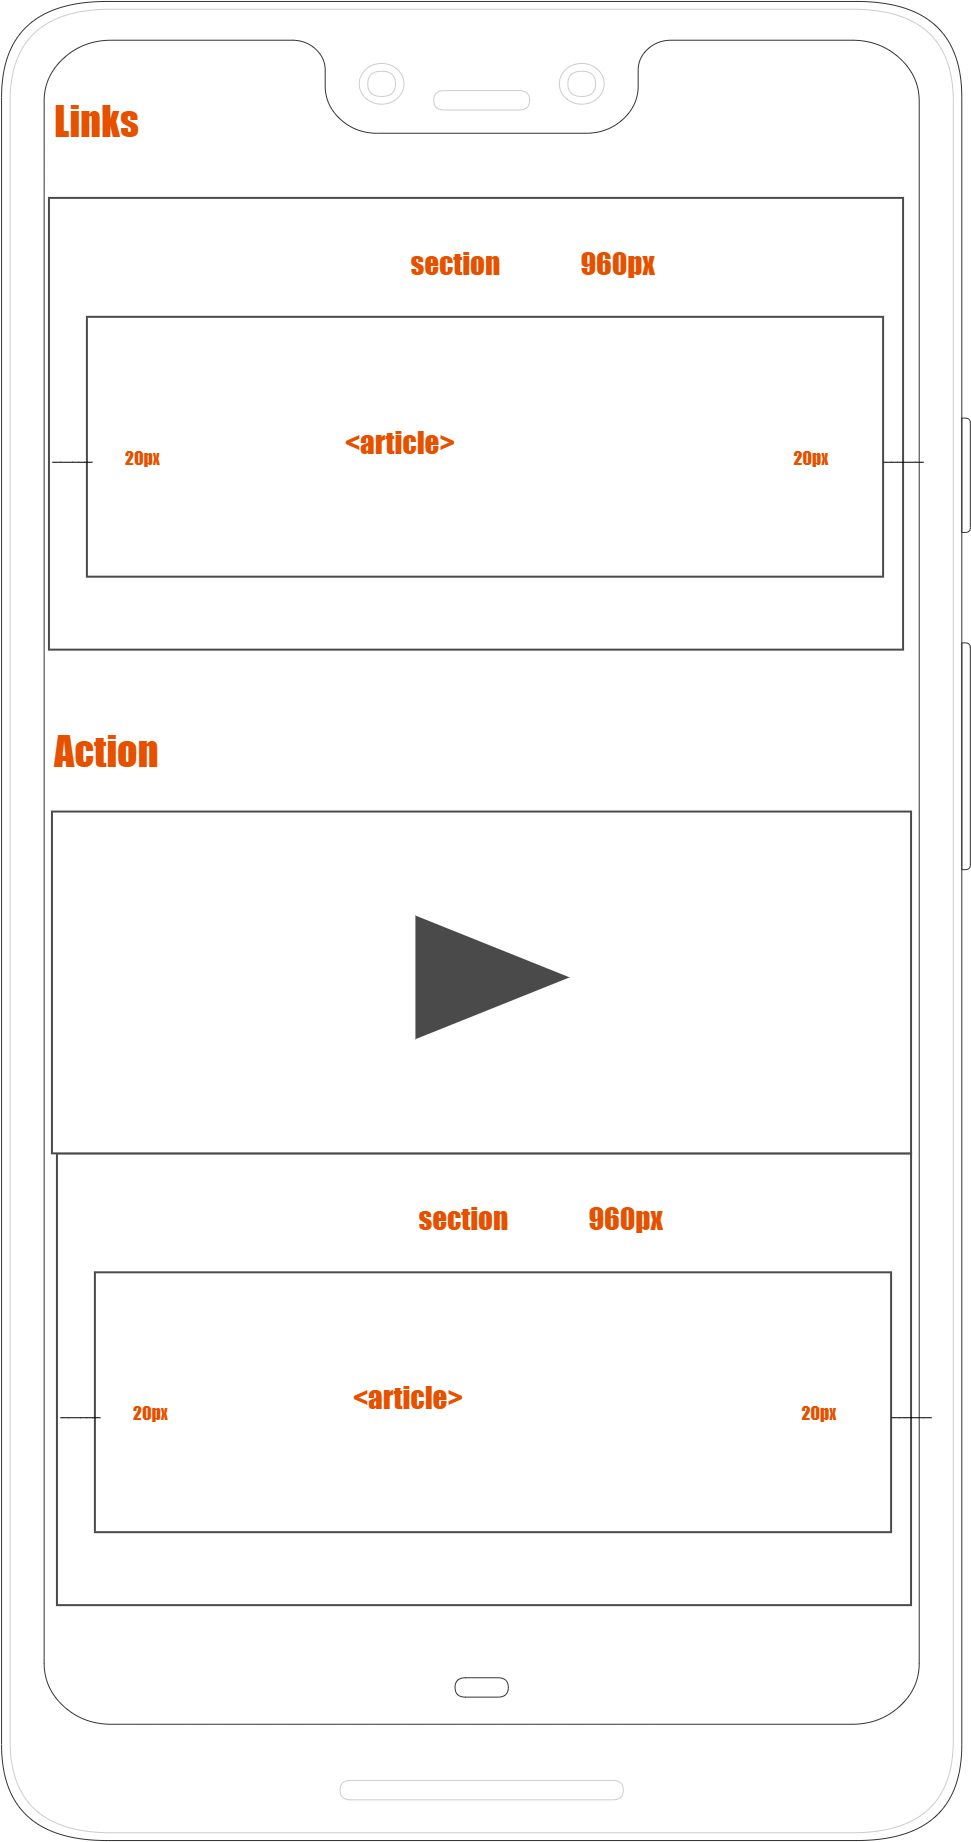 Links
section 960px
<article>
20px 20px
Action
section 960px
<article>
20px 20px